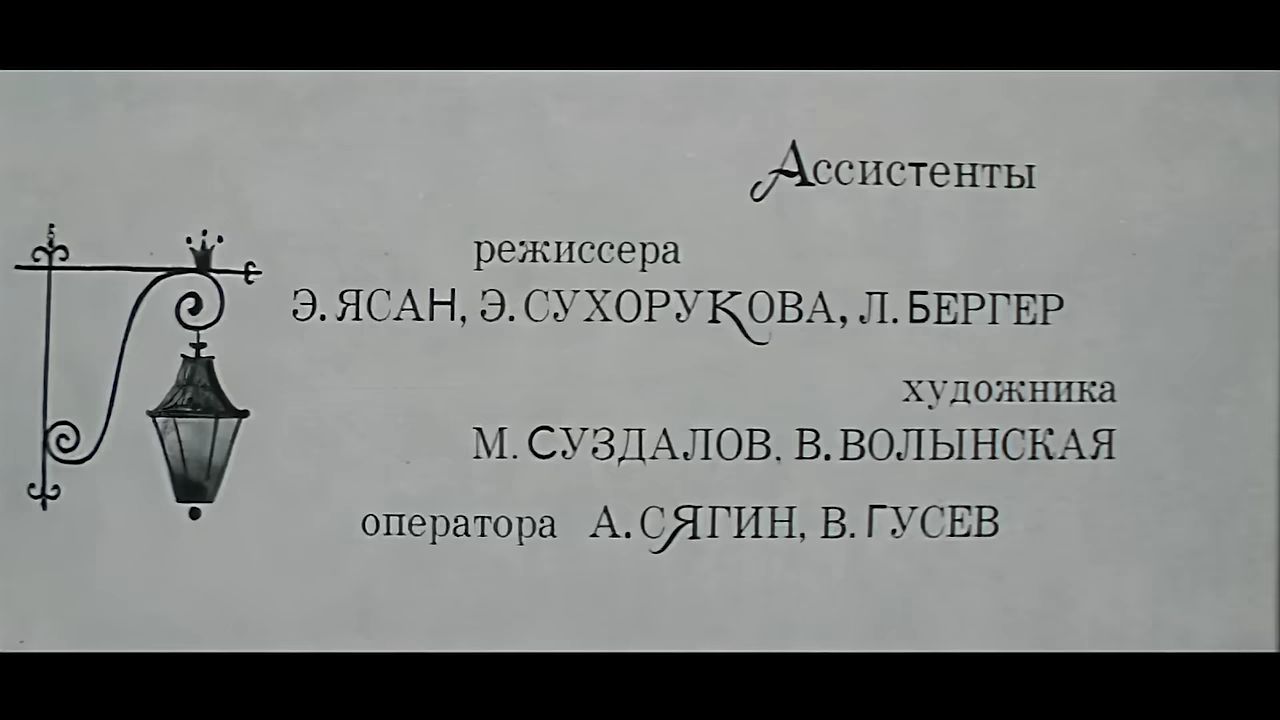 Ассистенты
режиссера
Э. ЯСАН, Э. СУХОРУКОВА, Л. БЕРГЕР
художника
М. СУЗДАЛОВ, В. ВОЛЫНСКАЯ
оператора А. СЯГИН, В. ГУСЕВ